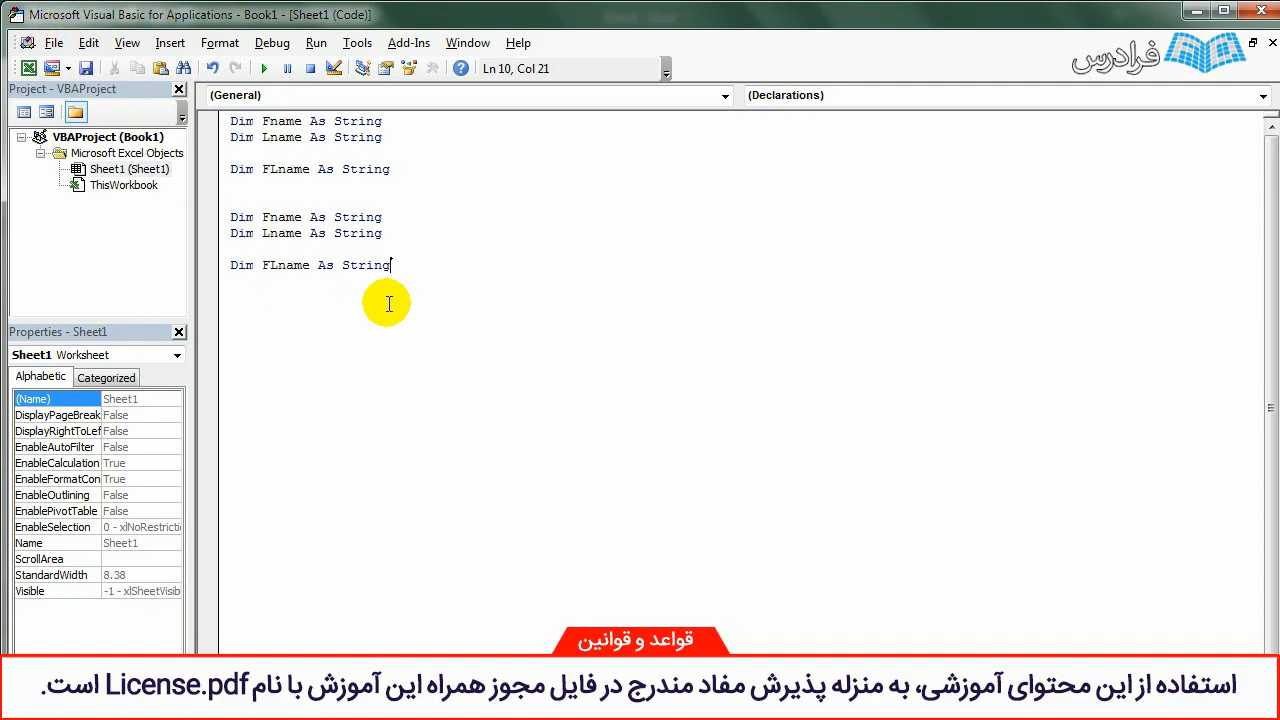 Microsoft Visual Basic for Applications - Book1 - [Sheet1 (Code)]
File Edit View Insert Format Debug Run Tools Add-Ins Window Help
فرادرس
Ln 10, Col 21
Project - VBAProject
(General) (Declarations)
VBAProject (Book1)
Microsoft Excel Objects
Sheet1 (Sheet1)
ThisWorkbook
Dim Fname As String
Dim Lname As String
Dim FLname As String
Dim Fname As String
Dim Lname As String
Dim FLname As String
Properties - Sheet1
Sheet1 Worksheet
Alphabetic Categorized
(Name) Sheet1
DisplayPageBreak False
DisplayRightToLef False
EnableAutoFilter False
EnableCalculation True
EnableFormatCon True
EnableOutlining False
EnablePivotTable False
EnableSelection 0 - xlNoRestricti
Name Sheet1
ScrollArea
StandardWidth 8.38
Visible -1 - xlSheetVisib
قواعد و قوانین
استفاده از این محتوای آموزشی، به منزله پذیرش مفاد مندرج در فایل مجوز همراه این آموزش با نام License.pdf است.